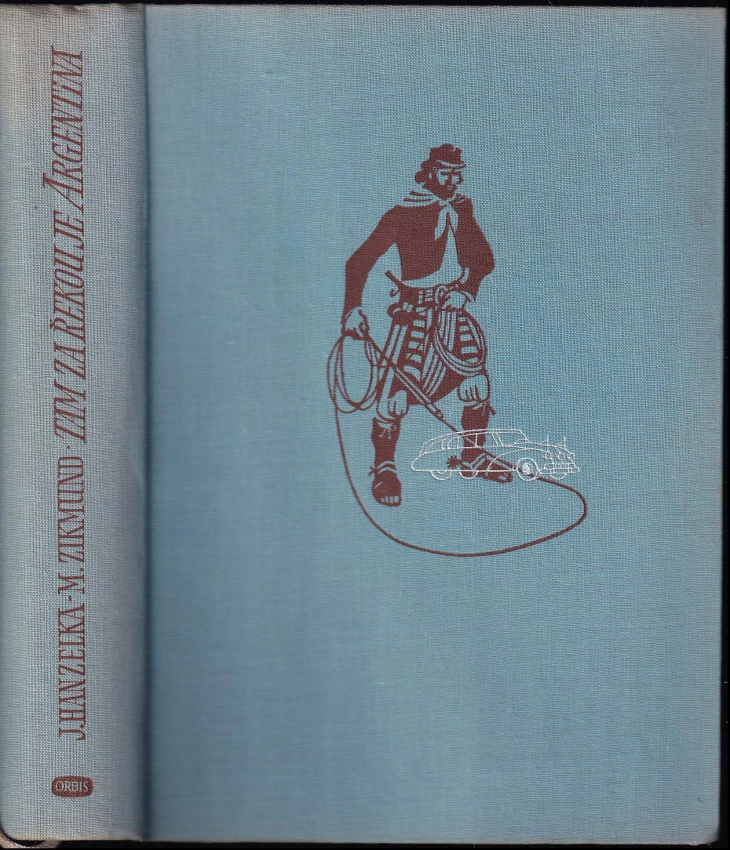 J. HANZELKA - M. ZIKMUND · TAM ZA ŘEKOU JE ARGENTINA
ORBIS